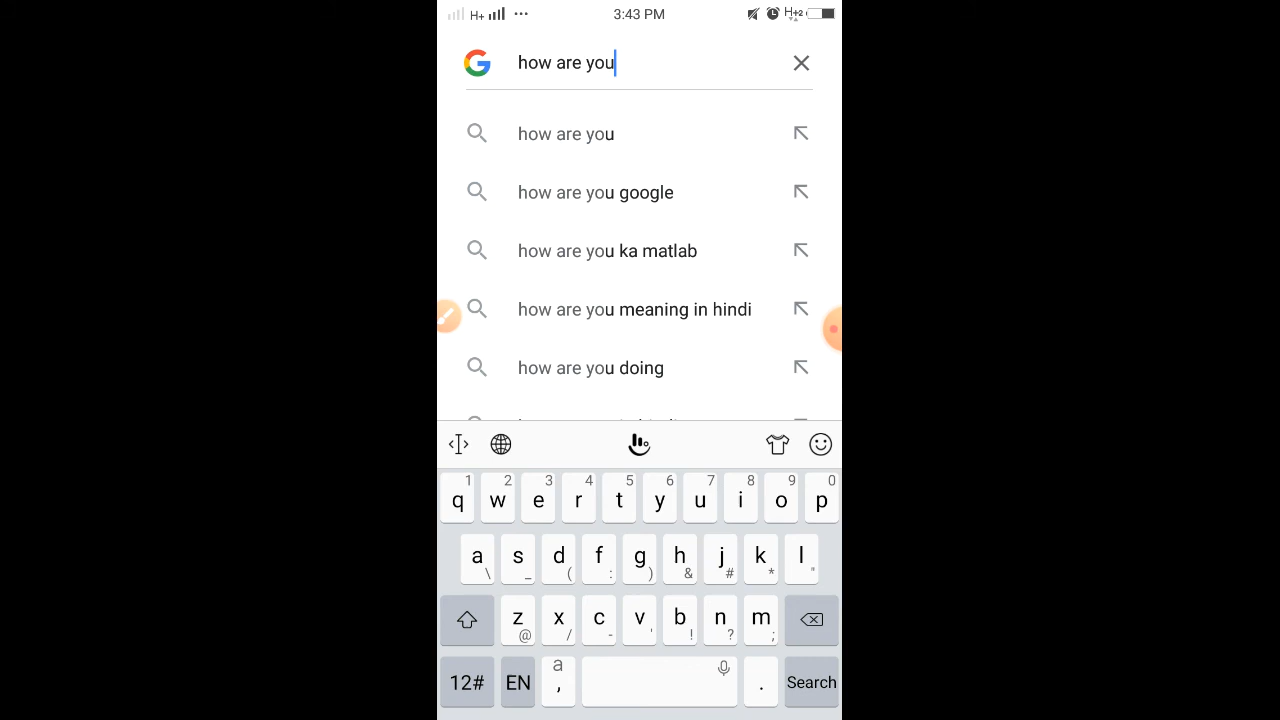 H+ ... 3:43 PM H+2
how are you
how are you
how are you google
how are you ka matlab
how are you meaning in hindi
how are you doing
1 2 3 4 5 6 7 8 9 0
q w e r t y u i o p
a s d f g h j k l
\ _ ( : ) & # * "
z x c v b n m
@ / - ' ! ? ;
12# EN a , . Search